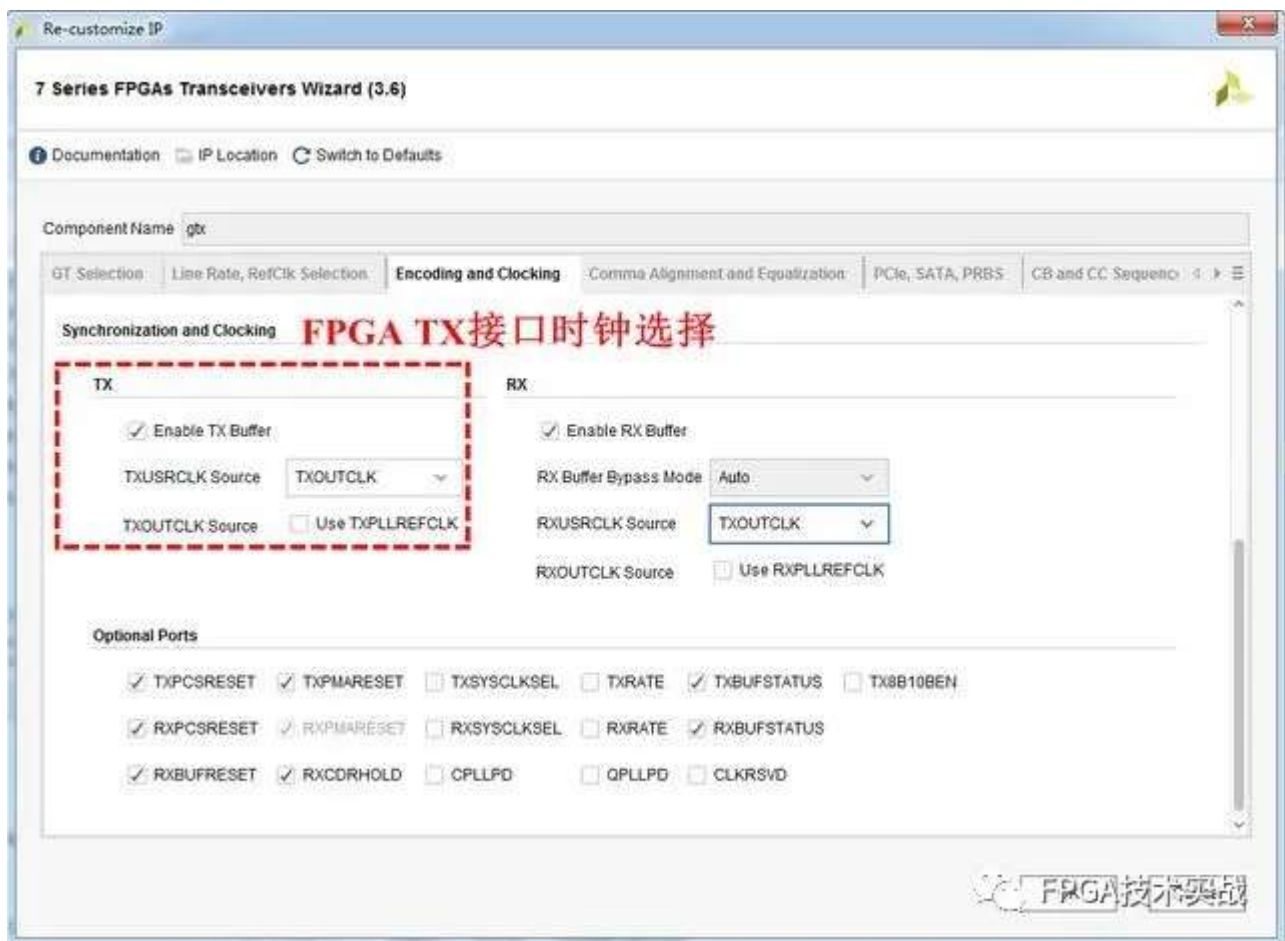 Re-customize IP
7 Series FPGAs Transceivers Wizard (3.6)
Documentation IP Location Switch to Defaults
Component Name gtx
GT Selection Line Rate, RefClk Selection Encoding and Clocking Comma Alignment and Equalization PCIe, SATA, PRBS CB and CC Sequenc
Synchronization and Clocking FPGA TX接口时钟选择
TX RX
Enable TX Buffer Enable RX Buffer
TXUSRCLK Source TXOUTCLK RX Buffer Bypass Mode Auto
TXOUTCLK Source Use TXPLLREFCLK RXUSRCLK Source TXOUTCLK
RXOUTCLK Source Use RXPLLREFCLK
Optional Ports
TXPCSRESET TXPMARESET TXSYSCLKSEL TXRATE TXBUFSTATUS TX8B10BEN
RXPCSRESET RXPMARESET RXSYSCLKSEL RXRATE RXBUFSTATUS
RXBUFRESET RXCDRHOLD CPLLPD QPLLPD CLKRSVD
FPGA技术实战